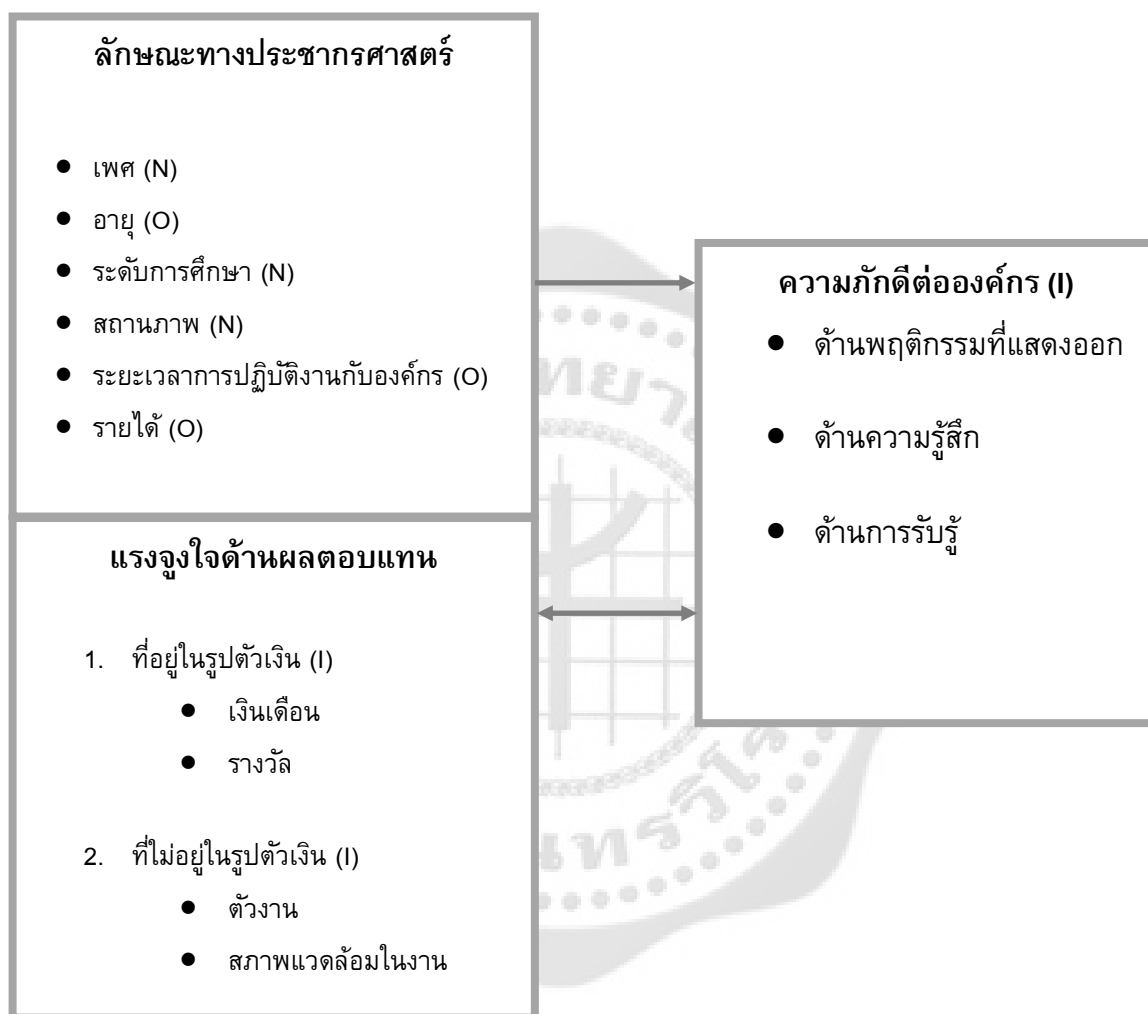 ลักษณะทางประชากรศาสตร์
● เพศ (N)
● อายุ (O)
● ระดับการศึกษา (N)
● สถานภาพ (N)
● ระยะเวลาการปฏิบัติงานกับองค์กร (O)
● รายได้ (O)
แรงจูงใจด้านผลตอบแทน
1. ที่อยู่ในรูปตัวเงิน (I)
● เงินเดือน
● รางวัล
2. ที่ไม่อยู่ในรูปตัวเงิน (I)
● ตัวงาน
● สภาพแวดล้อมในงาน
ความภักดีต่อองค์กร (I)
● ด้านพฤติกรรมที่แสดงออก
● ด้านความรู้สึก
● ด้านการรับรู้